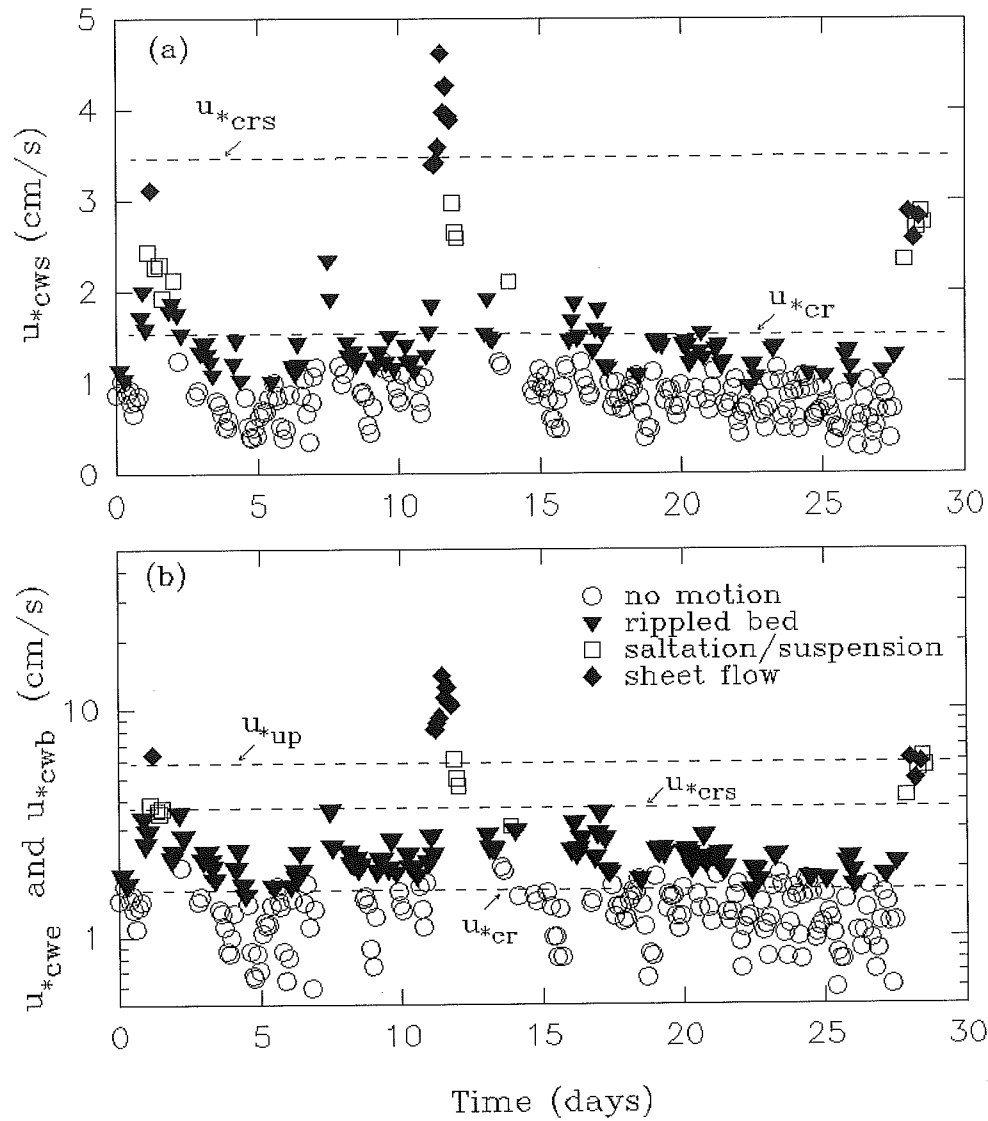 (a)
5
4
3
2
1
0
u*cws (cm/s)
u*crs
u*cr
0 5 10 15 20 25 30
(b)
no motion
rippled bed
saltation/suspension
sheet flow
10
1
u*cwe and u*cwb (cm/s)
u*up
u*crs
u*cr
0 5 10 15 20 25 30
Time (days)